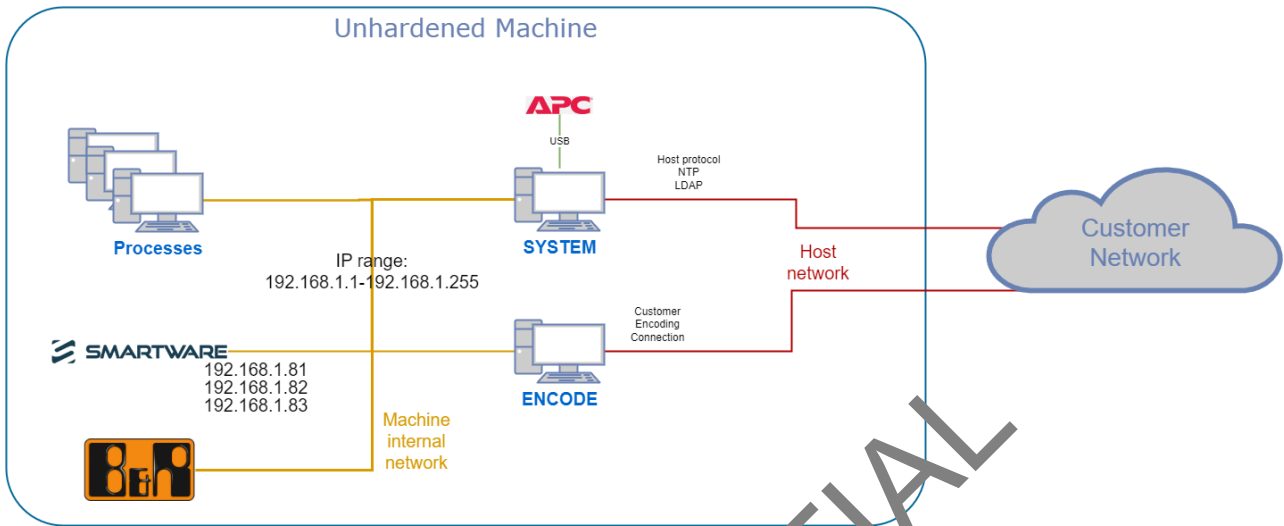 Unhardened Machine
APC
USB
Host protocol
NTP
LDAP
Processes
SYSTEM
IP range:
192.168.1.1-192.168.1.255
Host
network
Customer
Network
Customer
Encoding
Connection
SMARTWARE
192.168.1.81
192.168.1.82
192.168.1.83
ENCODE
Machine
internal
network
B&R
TIAL